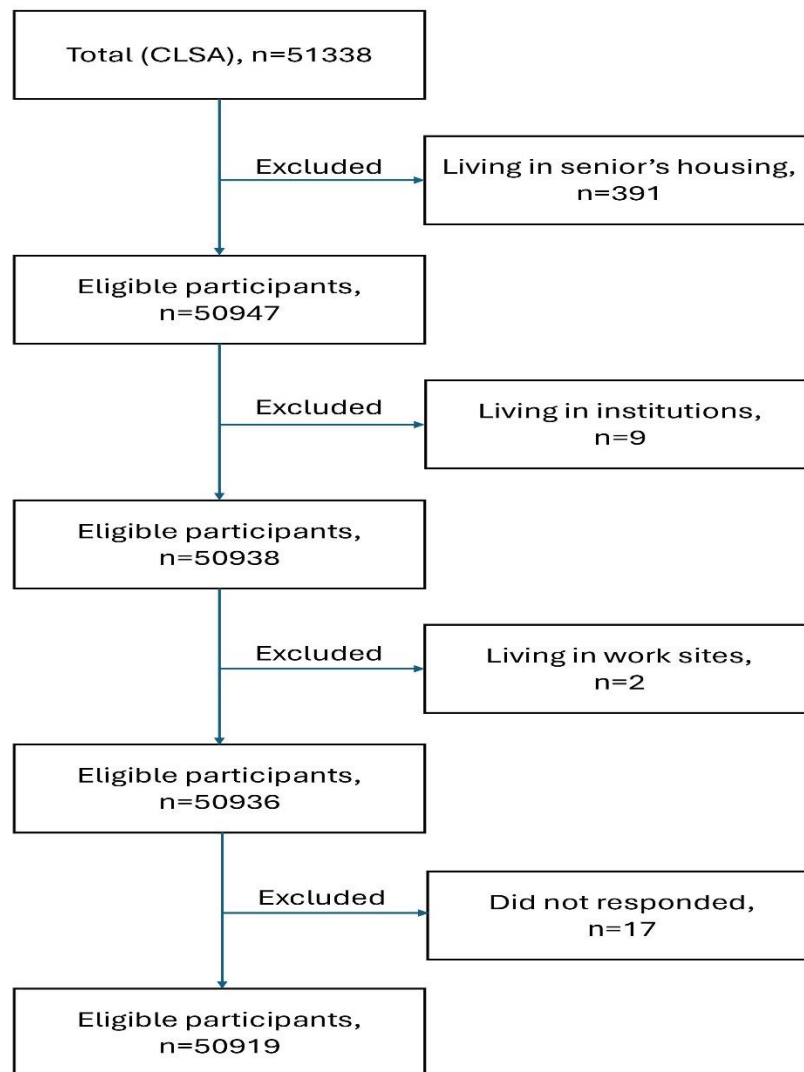 Total (CLSA), n=51338
Excluded
Living in senior’s housing,
n=391
Eligible participants,
n=50947
Excluded
Living in institutions,
n=9
Eligible participants,
n=50938
Excluded
Living in work sites,
n=2
Eligible participants,
n=50936
Excluded
Did not responded,
n=17
Eligible participants,
n=50919